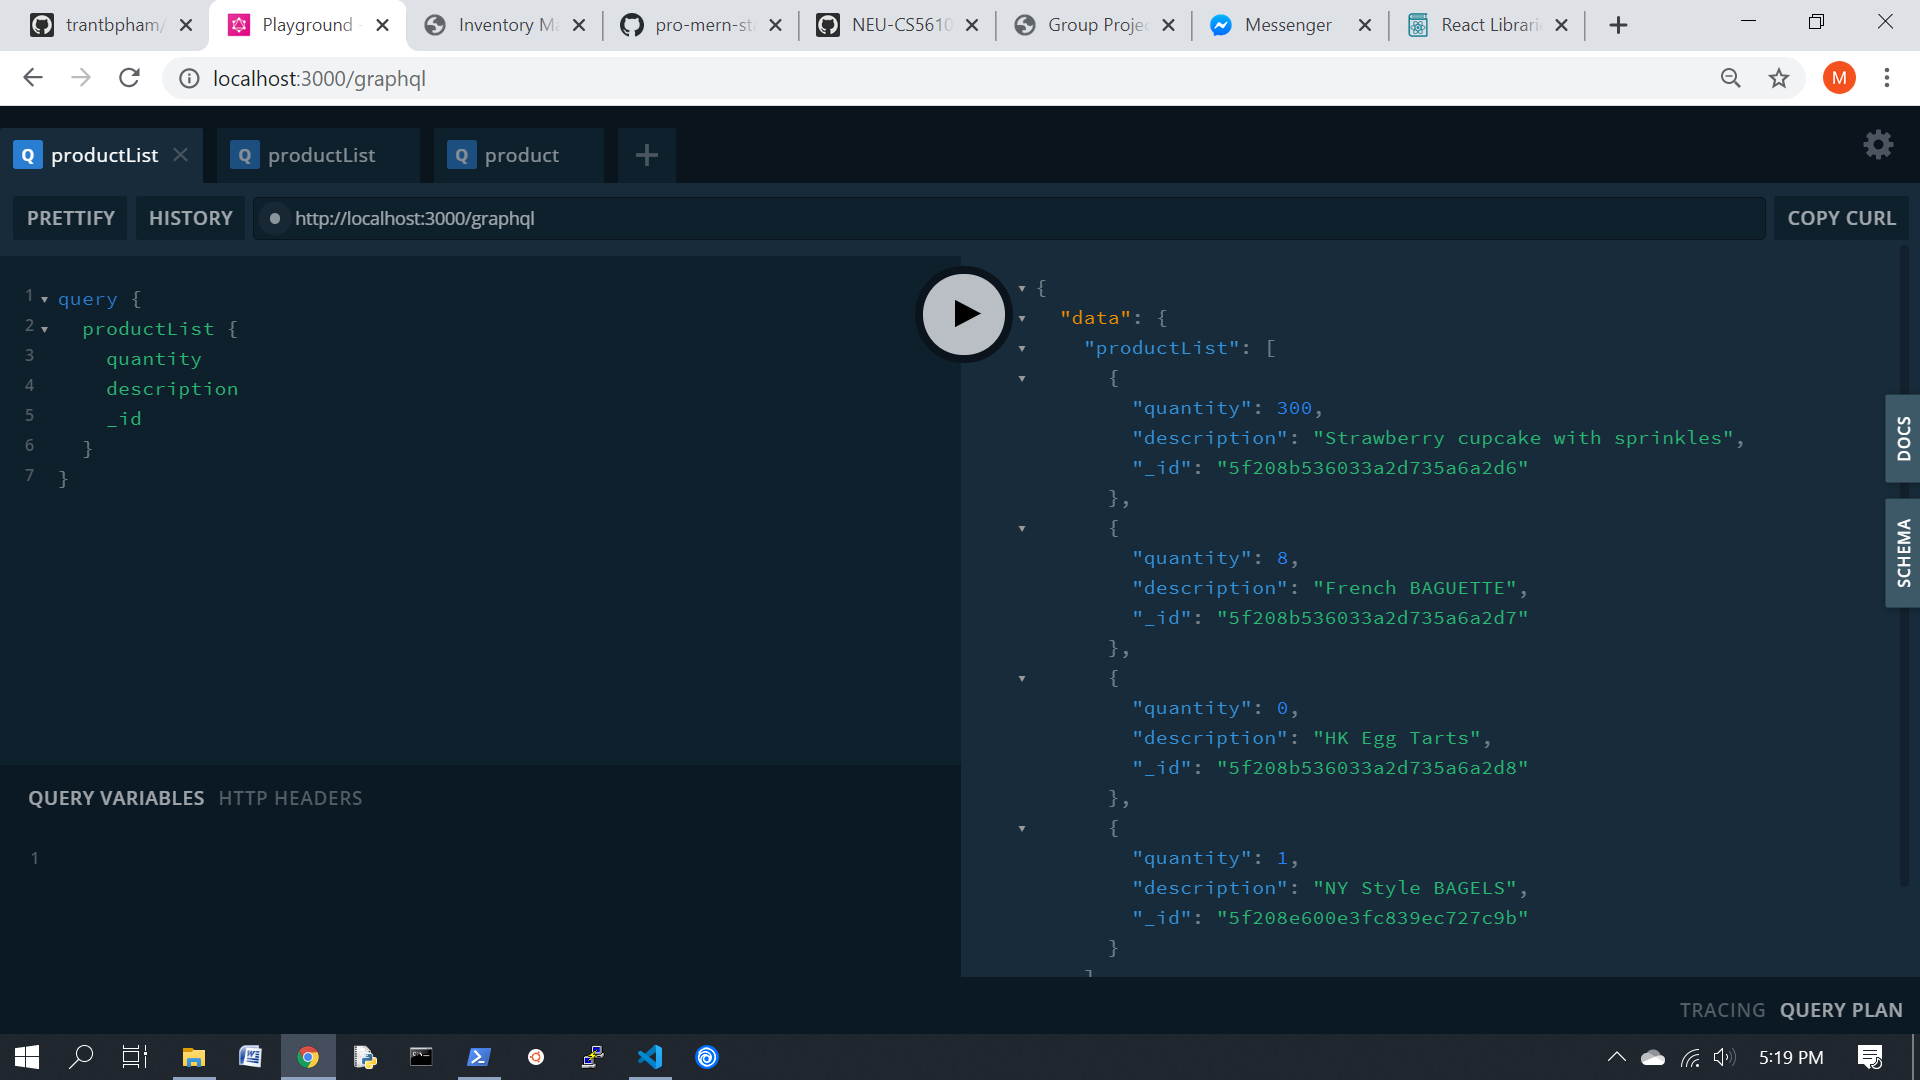 trantbpham/
Playground -
Inventory Ma
pro-mern-sta
NEU-CS5610
Group Projec
Messenger
React Librari
localhost:3000/graphql
M
Q productList
Q productList
Q product
PRETTIFY
HISTORY
http://localhost:3000/graphql
COPY CURL
1 query {
2 productList {
3 quantity
4 description
5 _id
6 }
7 }
{
"data": {
"productList": [
{
"quantity": 300,
"description": "Strawberry cupcake with sprinkles",
"_id": "5f208b536033a2d735a6a2d6"
},
{
"quantity": 8,
"description": "French BAGUETTE",
"_id": "5f208b536033a2d735a6a2d7"
},
{
"quantity": 0,
"description": "HK Egg Tarts",
"_id": "5f208b536033a2d735a6a2d8"
},
{
"quantity": 1,
"description": "NY Style BAGELS",
"_id": "5f208e600e3fc839ec727c9b"
}
]
DOCS
SCHEMA
QUERY VARIABLES HTTP HEADERS
1
TRACING QUERY PLAN
5:19 PM